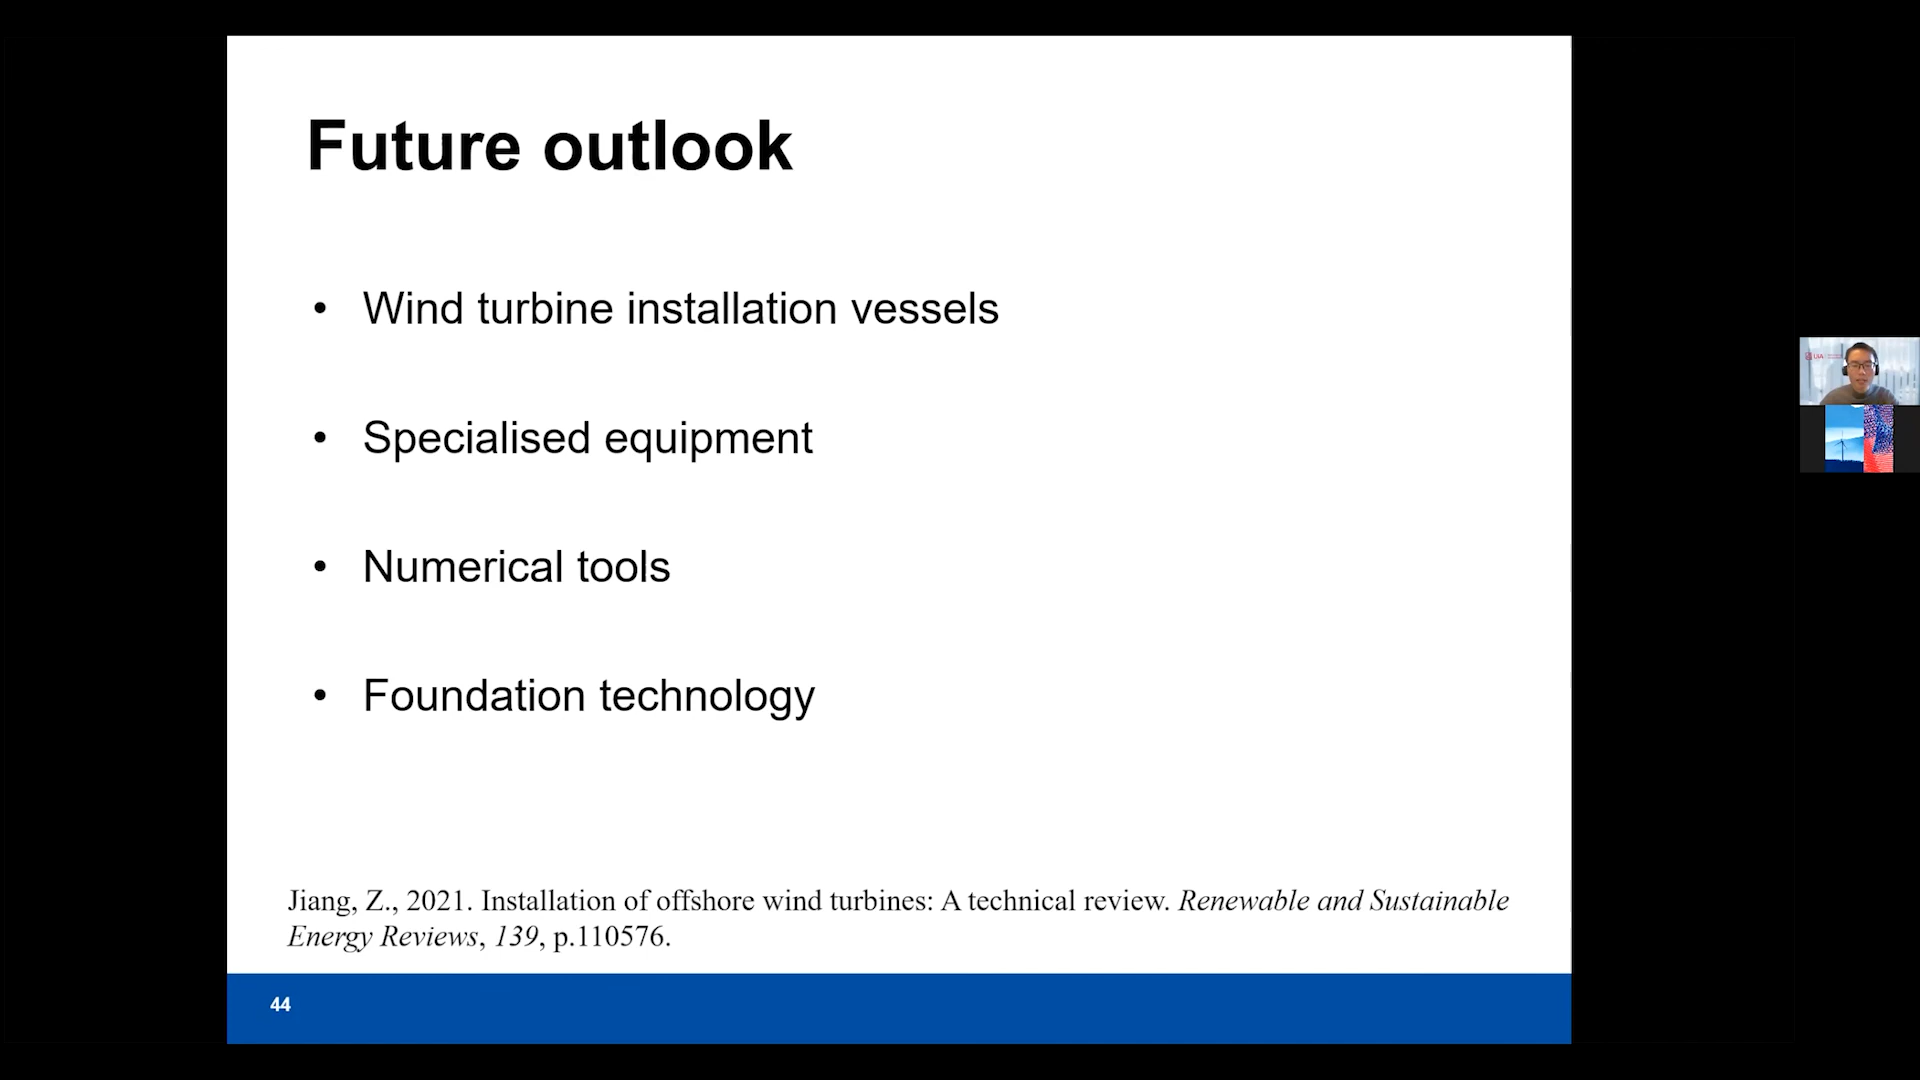 Future outlook
• Wind turbine installation vessels
• Specialised equipment
• Numerical tools
• Foundation technology
Jiang, Z., 2021. Installation of offshore wind turbines: A technical review. Renewable and Sustainable
Energy Reviews, 139, p.110576.
44
UiA